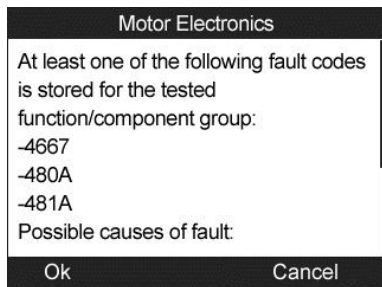 Motor Electronics
At least one of the following fault codes
is stored for the tested
function/component group:
-4667
-480A
-481A
Possible causes of fault:
Ok
Cancel